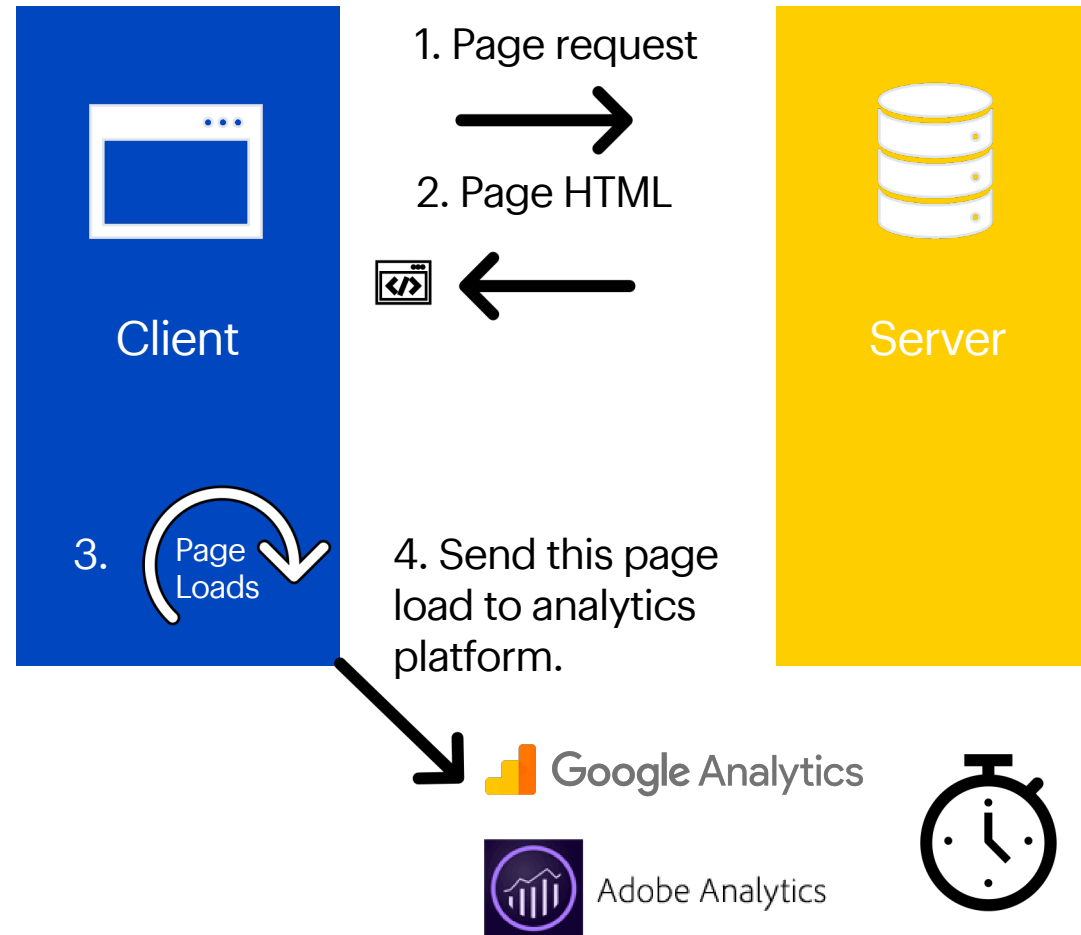 1. Page request
2. Page HTML
</>
Client
Server
3.
Page
Loads
4. Send this page
load to analytics
platform.
Google Analytics
Adobe Analytics